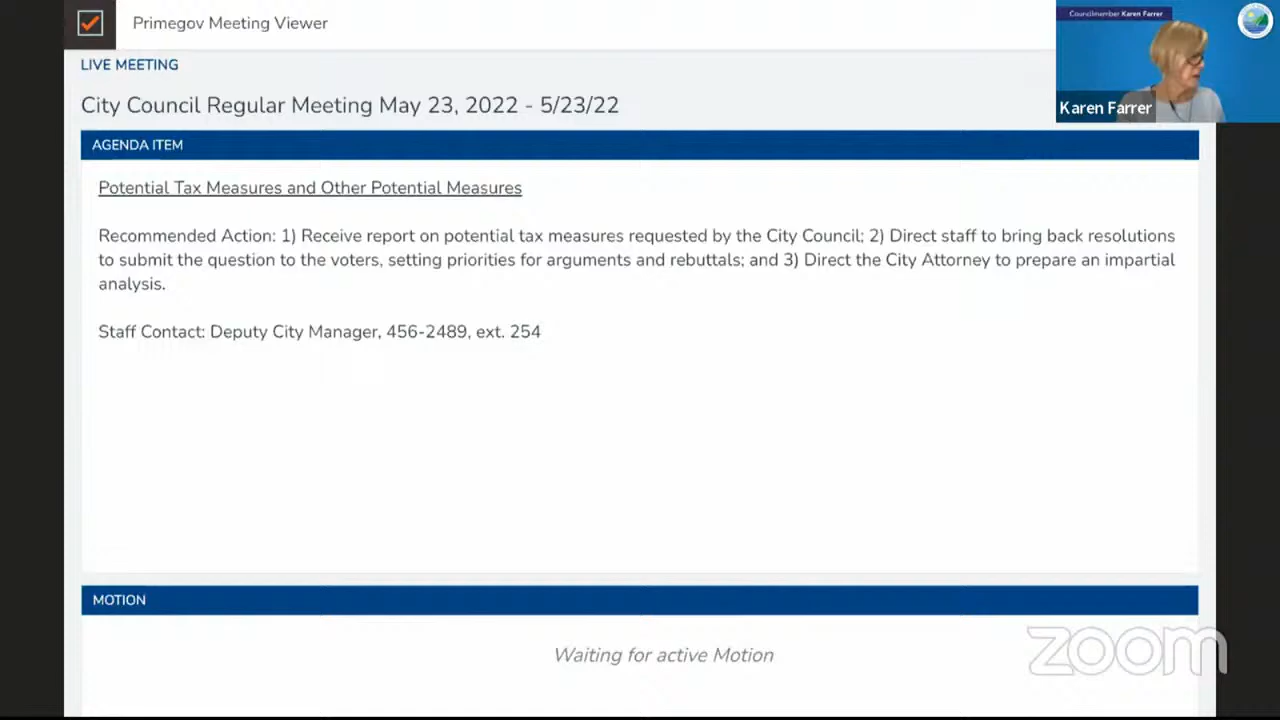 Primegov Meeting Viewer
Councilmember Karen Farrer
Karen Farrer
LIVE MEETING
City Council Regular Meeting May 23, 2022 - 5/23/22
AGENDA ITEM
Potential Tax Measures and Other Potential Measures
Recommended Action: 1) Receive report on potential tax measures requested by the City Council; 2) Direct staff to bring back resolutions
to submit the question to the voters, setting priorities for arguments and rebuttals; and 3) Direct the City Attorney to prepare an impartial
analysis.
Staff Contact: Deputy City Manager, 456-2489, ext. 254
MOTION
Waiting for active Motion
zoom